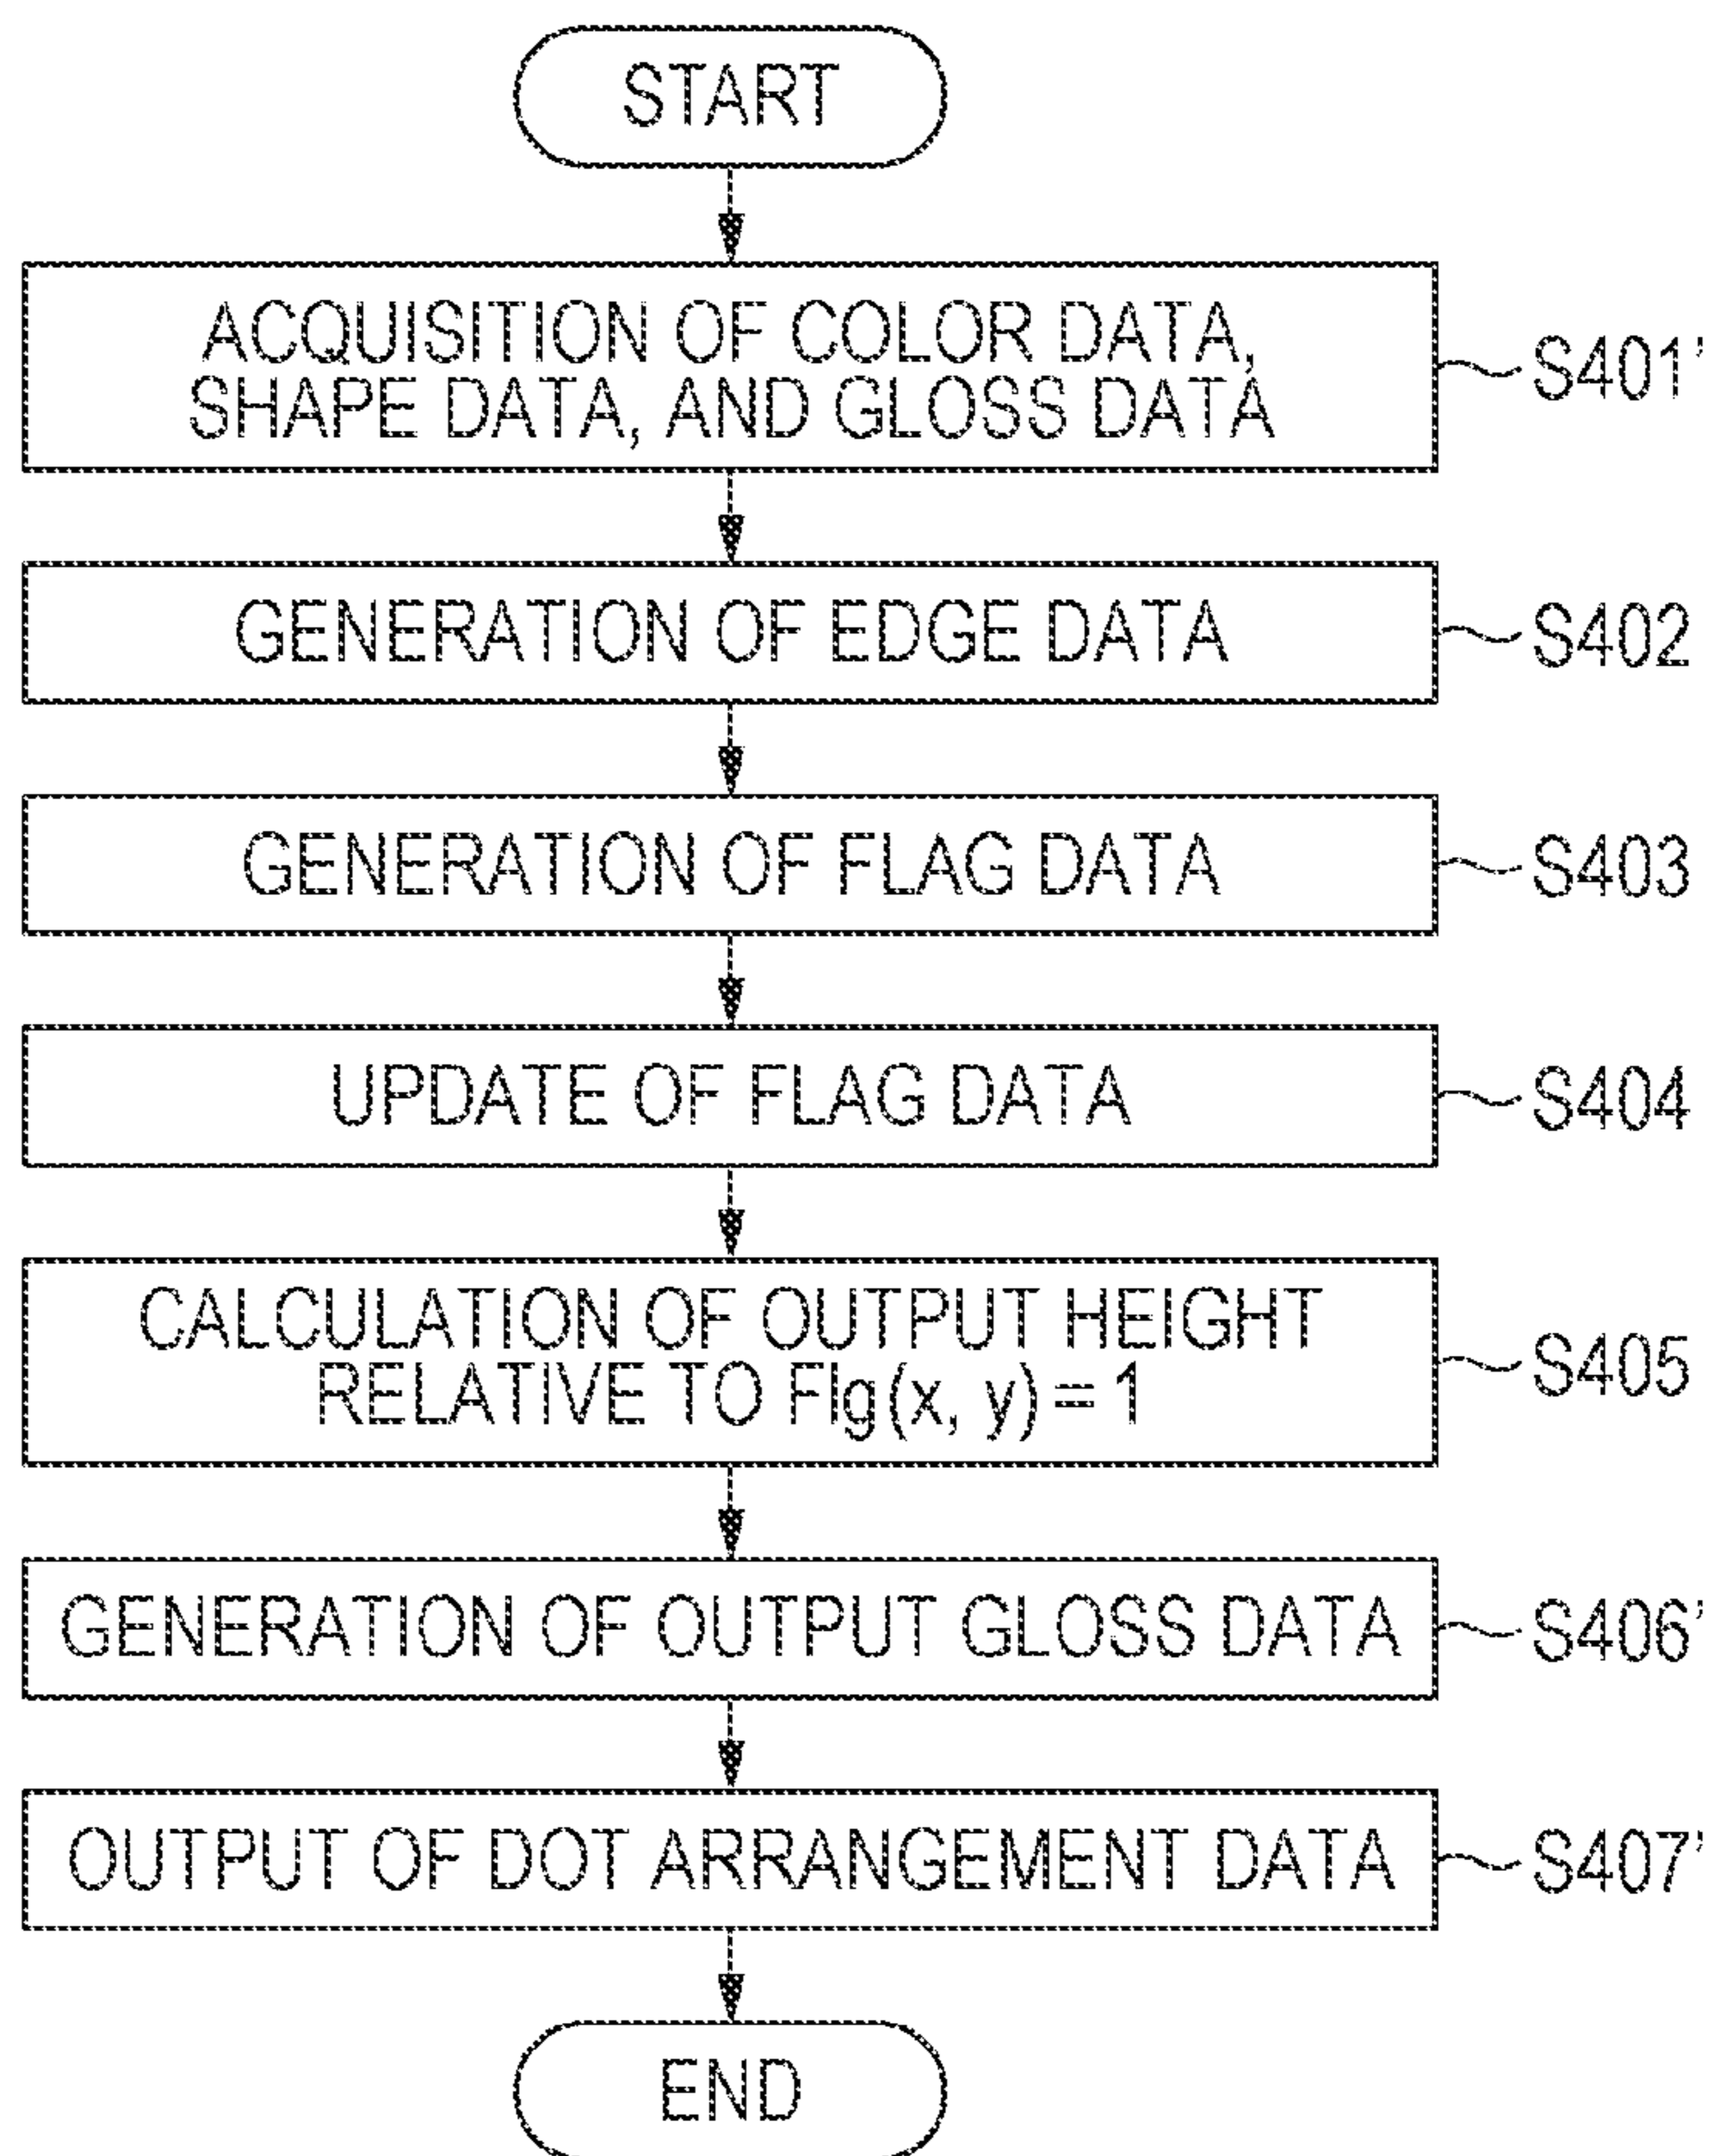 START
ACQUISITION OF COLOR DATA,
SHAPE DATA, AND GLOSS DATA
S401'
GENERATION OF EDGE DATA
S402
GENERATION OF FLAG DATA
S403
UPDATE OF FLAG DATA
S404
CALCULATION OF OUTPUT HEIGHT
RELATIVE TO Flg(x, y) = 1
S405
GENERATION OF OUTPUT GLOSS DATA
S406'
OUTPUT OF DOT ARRANGEMENT DATA
S407'
END